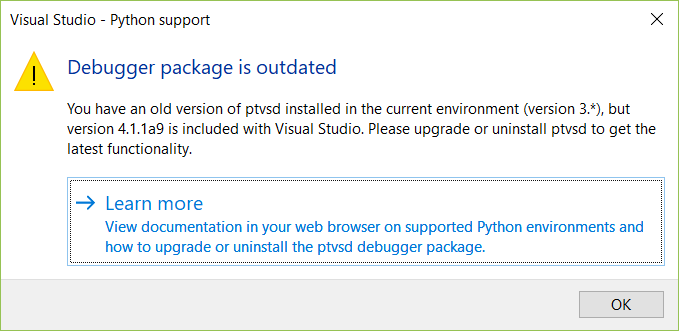 Visual Studio - Python support
Debugger package is outdated
You have an old version of ptvsd installed in the current environment (version 3.*), but
version 4.1.1a9 is included with Visual Studio. Please upgrade or uninstall ptvsd to get the
latest functionality.
Learn more
View documentation in your web browser on supported Python environments and
how to upgrade or uninstall the ptvsd debugger package.
OK